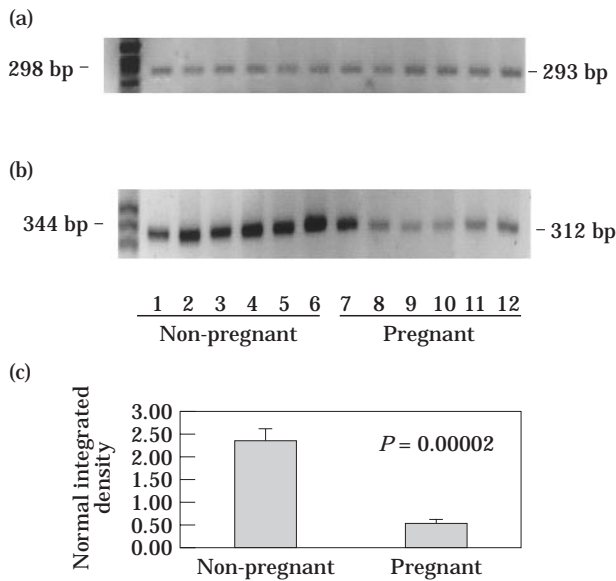 (a)
298 bp –
– 293 bp
(b)
344 bp –
– 312 bp
1 2 3 4 5 6 7 8 9 10 11 12
Non-pregnant Pregnant
(c)
Normal integrated
density
3.00
2.50
2.00
1.50
1.00
0.50
0.00
P = 0.00002
Non-pregnant Pregnant